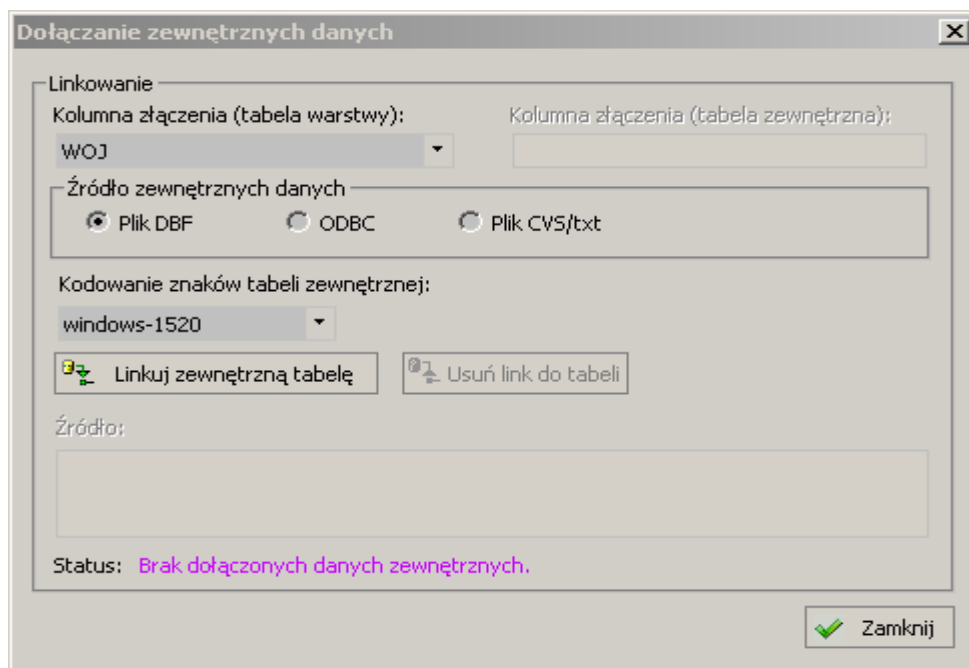 Dołączanie zewnętrznych danych
Linkowanie
Kolumna złączenia (tabela warstwy):
Kolumna złączenia (tabela zewnętrzna):
WOJ
Źródło zewnętrznych danych
Plik DBF
ODBC
Plik CVS/txt
Kodowanie znaków tabeli zewnętrznej:
windows-1520
Linkuj zewnętrzną tabelę
Usuń link do tabeli
Źródło:
Status: Brak dołączonych danych zewnętrznych.
Zamknij